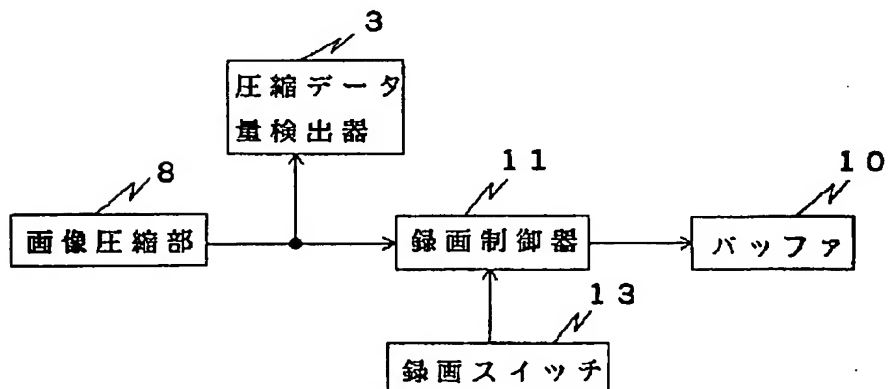 3
圧縮データ
量検出器
8
画像圧縮部
11
録画制御器
10
バッファ
13
録画スイッチ